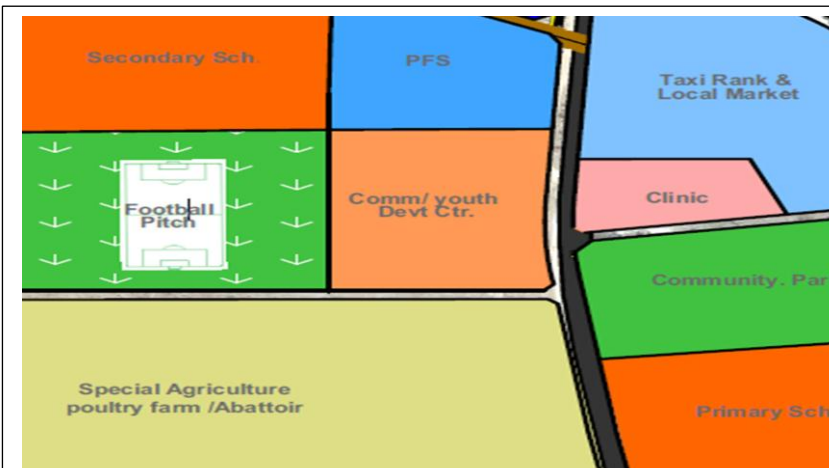 Secondary Sch.
PFS
Taxi Rank &
Local Market
Football
Pitch
Comm/ youth
Devt Ctr.
Clinic
Community. Par
Special Agriculture
poultry farm /Abattoir
Primary Sch